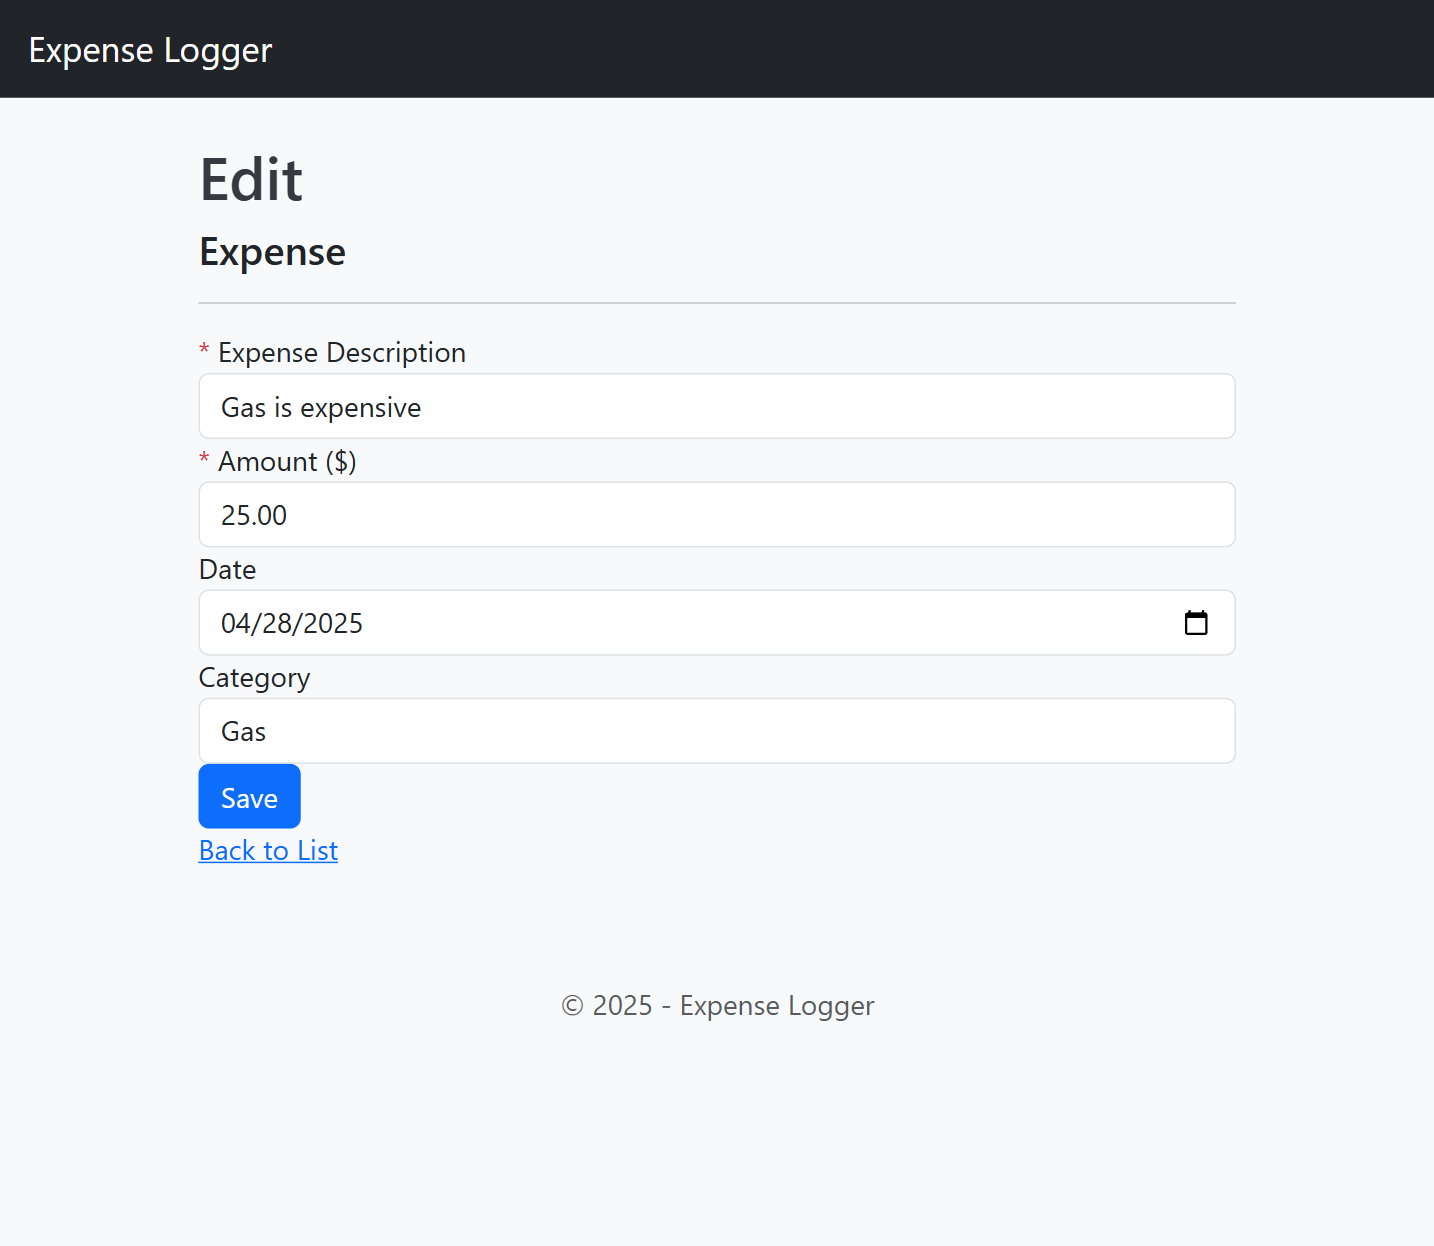 Expense Logger
Edit
Expense
* Expense Description
Gas is expensive
* Amount ($)
25.00
Date
04/28/2025
Category
Gas
Save
Back to List
© 2025 - Expense Logger